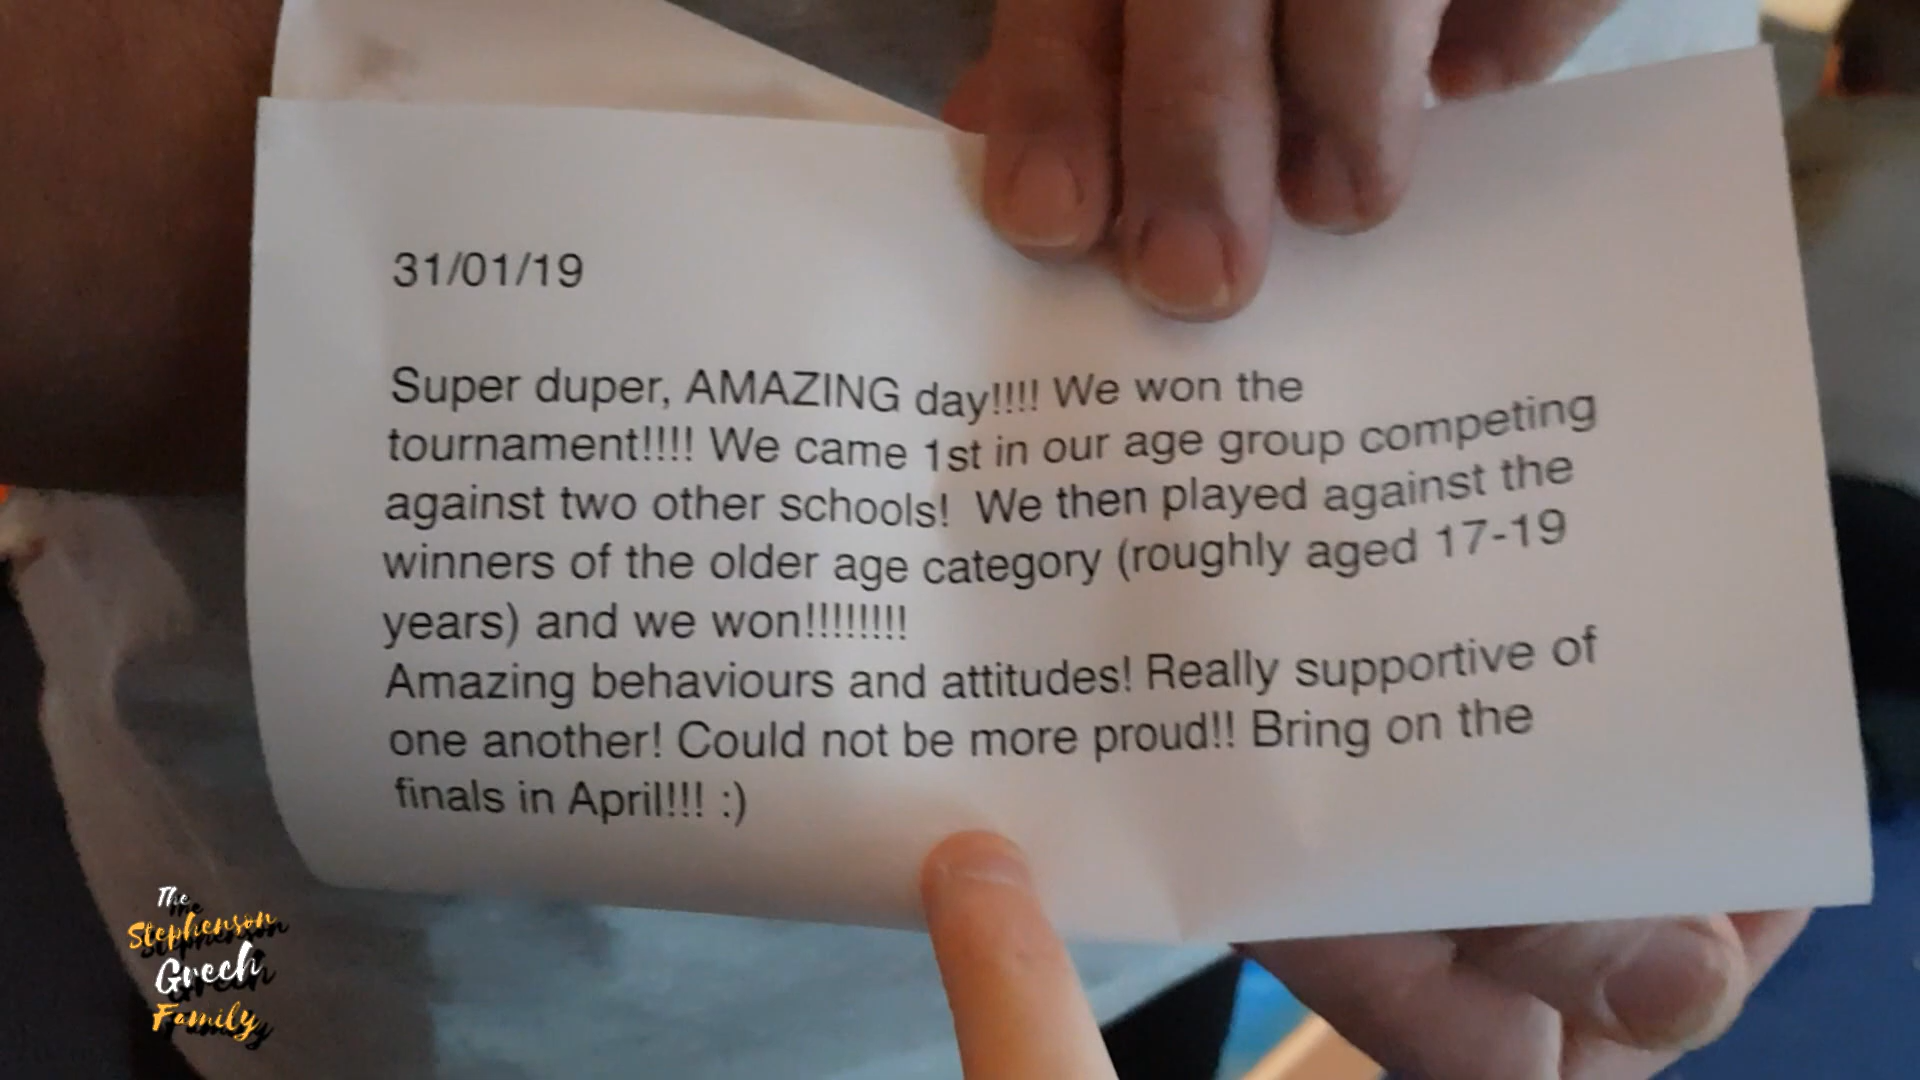 31/01/19
Super duper, AMAZING day!!!! We won the
tournament!!!! We came 1st in our age group competing
against two other schools!  We then played against the
winners of the older age category (roughly aged 17-19
years) and we won!!!!!!!!
Amazing behaviours and attitudes! Really supportive of
one another! Could not be more proud!! Bring on the
finals in April!!! :)
The
Stephenson
Grech
Family